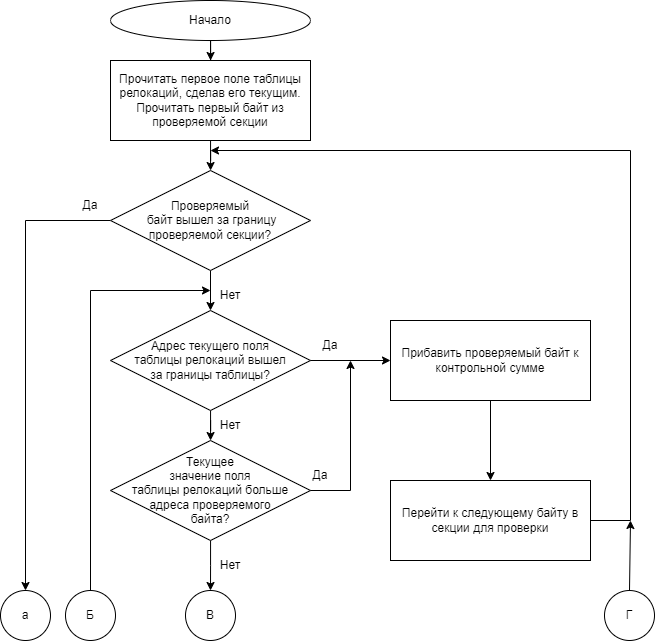 Начало
Прочитать первое поле таблицы
релокаций, сделав его текущим.
Прочитать первый байт из
проверяемой секции
Да
Проверяемый
байт вышел за границу
проверяемой секции?
Нет
Адрес текущего поля
таблицы релокаций вышел
за границы таблицы?
Да
Прибавить проверяемый байт к
контрольной сумме
Нет
Текущее
значение поля
таблицы релокаций больше
адреса проверяемого
байта?
Да
Перейти к следующему байту в
секции для проверки
Нет
а
Б
В
Г